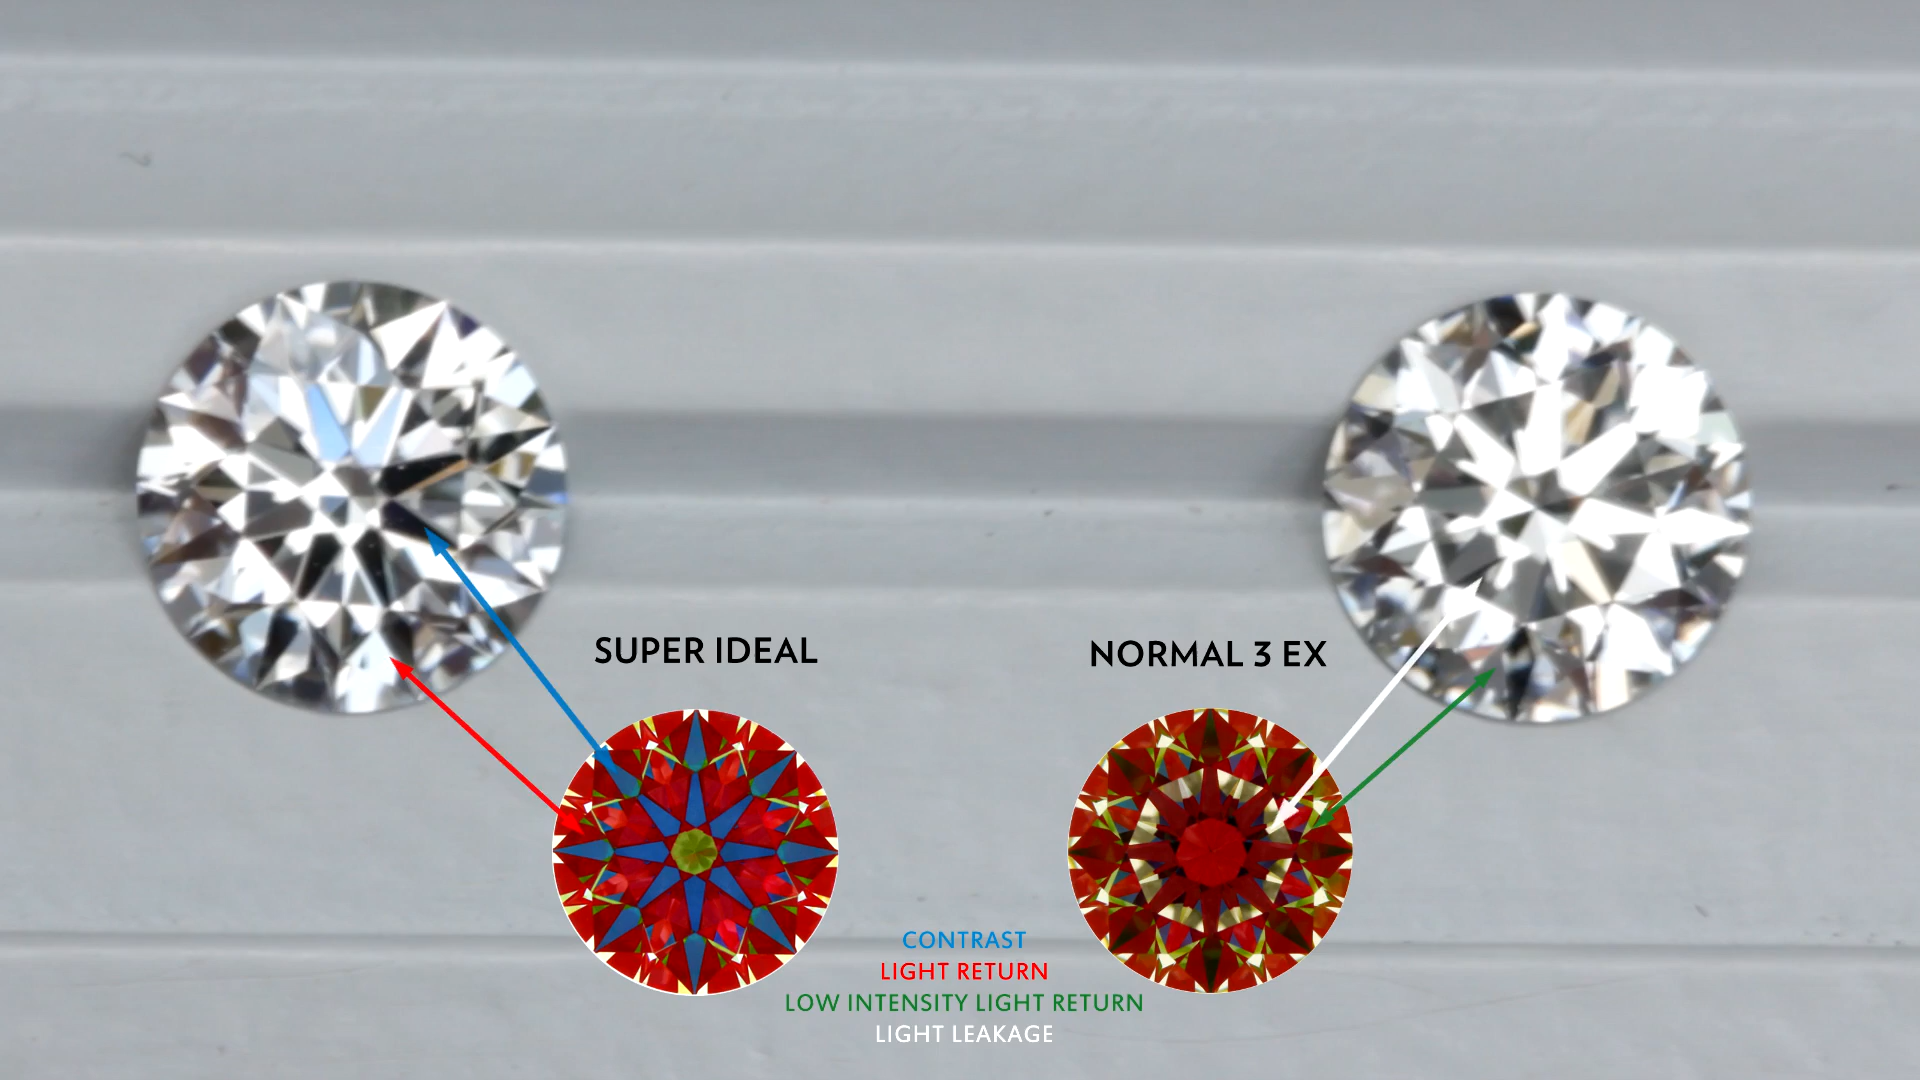 SUPER IDEAL
NORMAL 3 EX
CONTRAST
LIGHT RETURN
LOW INTENSITY LIGHT RETURN
LIGHT LEAKAGE